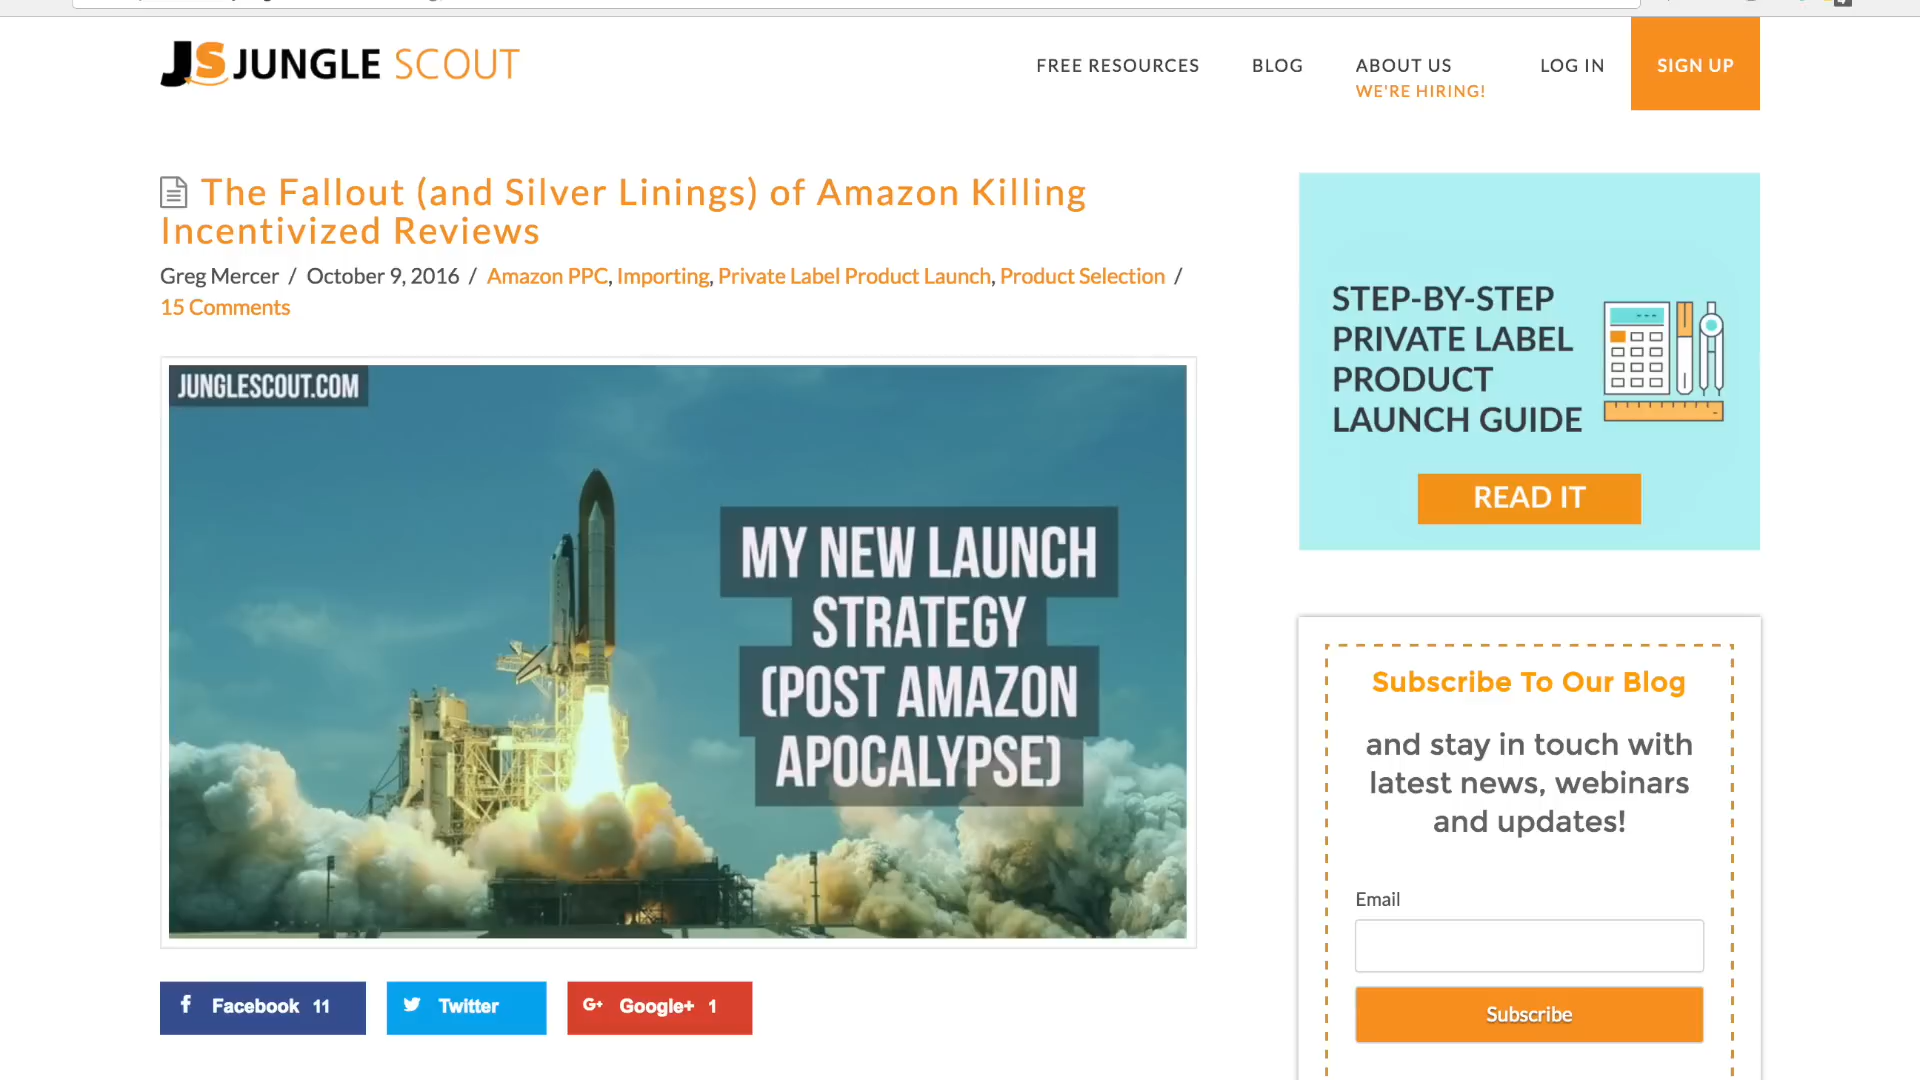 JS JUNGLE SCOUT
FREE RESOURCES
BLOG
ABOUT US
WE'RE HIRING!
LOG IN
SIGN UP
The Fallout (and Silver Linings) of Amazon Killing
Incentivized Reviews
Greg Mercer / October 9, 2016 / Amazon PPC, Importing, Private Label Product Launch, Product Selection /
15 Comments
JUNGLESCOUT.COM
MY NEW LAUNCH
STRATEGY
(POST AMAZON
APOCALYPSE)
Facebook 11
Twitter
G+ Google+ 1
STEP-BY-STEP
PRIVATE LABEL
PRODUCT
LAUNCH GUIDE
READ IT
Subscribe To Our Blog
and stay in touch with
latest news, webinars
and updates!
Email
Subscribe